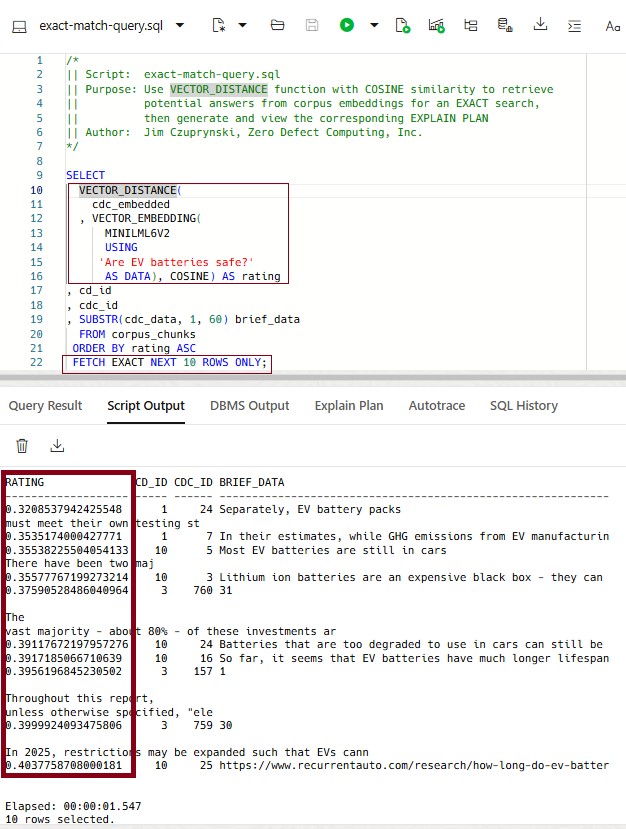 exact-match-query.sql
Aa
1 /*
2 || Script:  exact-match-query.sql
3 || Purpose: Use VECTOR_DISTANCE function with COSINE similarity to retrieve
4 ||          potential answers from corpus embeddings for an EXACT search,
5 ||          then generate and view the corresponding EXPLAIN PLAN
6 || Author:  Jim Czuprynski, Zero Defect Computing, Inc.
7 */
8
9 SELECT
10   VECTOR_DISTANCE(
11     cdc_embedded
12   , VECTOR_EMBEDDING(
13       MINILML6V2
14       USING
15      'Are EV batteries safe?'
16       AS DATA), COSINE) AS rating
17 , cd_id
18 , cdc_id
19 , SUBSTR(cdc_data, 1, 60) brief_data
20   FROM corpus_chunks
21  ORDER BY rating ASC
22  FETCH EXACT NEXT 10 ROWS ONLY;
Query Result Script Output DBMS Output Explain Plan Autotrace SQL History
RATING CD_ID CDC_ID BRIEF_DATA
------------------- ----- ------ ------------------------------------------------------------
0.3208537942425548 1 24 Separately, EV battery packs
must meet their own testing st
0.3535174000427771 1 7 In their estimates, while GHG emissions from EV manufacturin
0.35538225504054133 10 5 Most EV batteries are still in cars
There have been two maj
0.35577767199273214 10 3 Lithium ion batteries are an expensive black box - they can
0.37590528486040964 3 760 31
The
vast majority - about 80% - of these investments ar
0.39117672197957276 10 24 Batteries that are too degraded to use in cars can still be
0.3917185066710639 10 16 So far, it seems that EV batteries have much longer lifespan
0.3956196845230502 3 157 1
Throughout this report,
unless otherwise specified, "ele
0.3999924093475806 3 759 30
In 2025, restrictions may be expanded such that EVs cann
0.4037758708000181 10 25 https://www.recurrentauto.com/research/how-long-do-ev-batter
Elapsed: 00:00:01.547
10 rows selected.